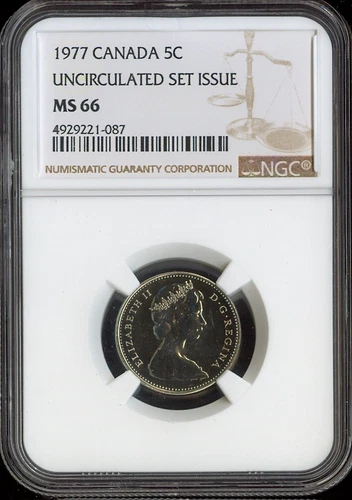 1977 CANADA 5C
UNCIRCULATED SET ISSUE
MS 66
4929221-087
NUMISMATIC GUARANTY CORPORATION
NGC®
ELIZABETH II D·G·REGINA